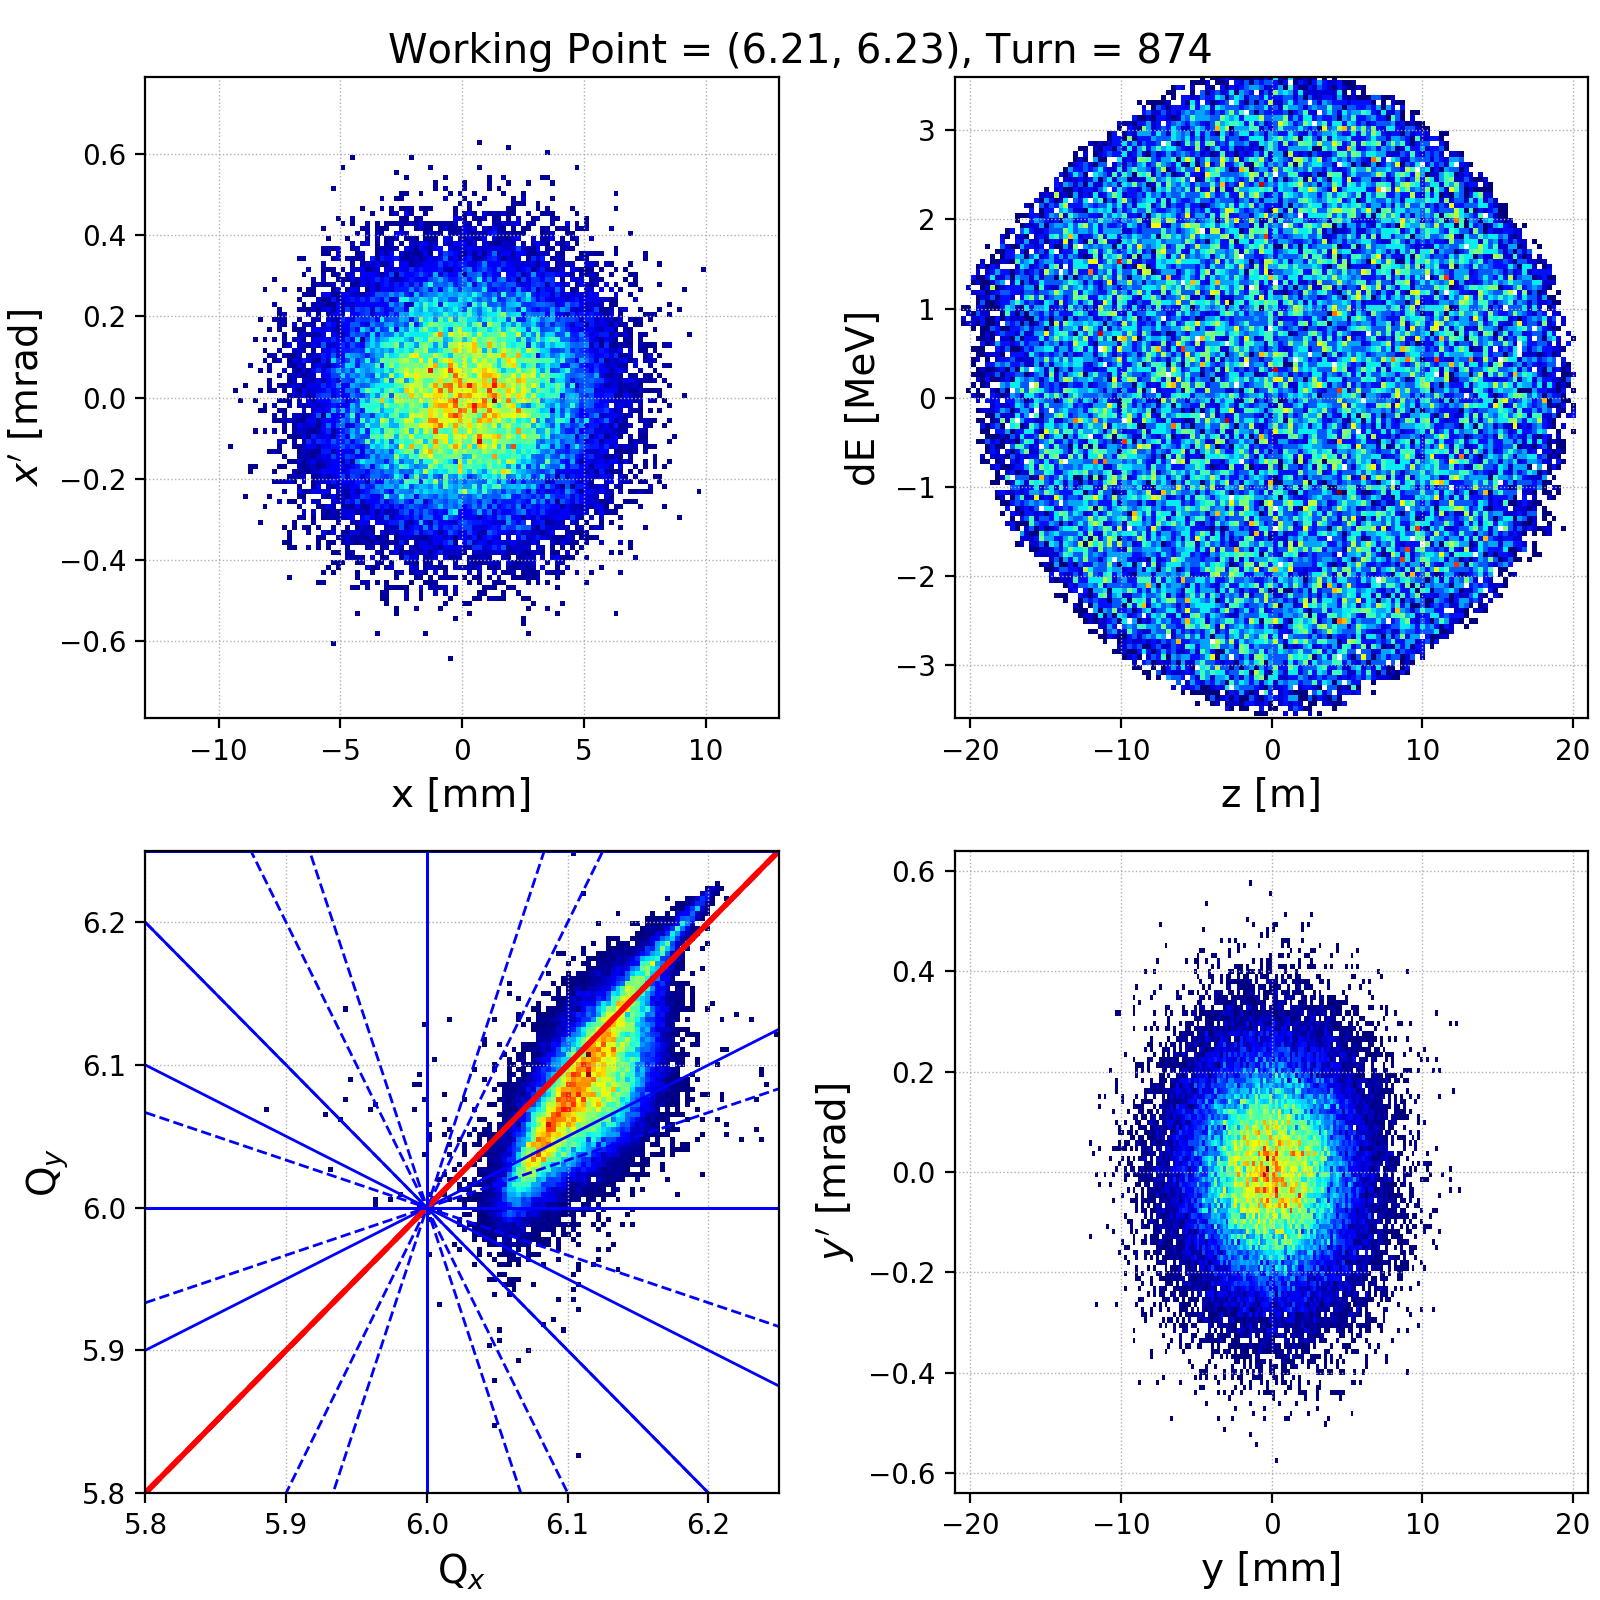 Working Point = (6.21, 6.23), Turn = 874
0.6
0.4
0.2
0.0
−0.2
−0.4
−0.6
x′ [mrad]
−10 −5 0 5 10
x [mm]
3
2
1
0
−1
−2
−3
dE [MeV]
−20 −10 0 10 20
z [m]
6.2
6.1
6.0
5.9
5.8
Qy
5.8 5.9 6.0 6.1 6.2
Qx
0.6
0.4
0.2
0.0
−0.2
−0.4
−0.6
y′ [mrad]
−20 −10 0 10 20
y [mm]